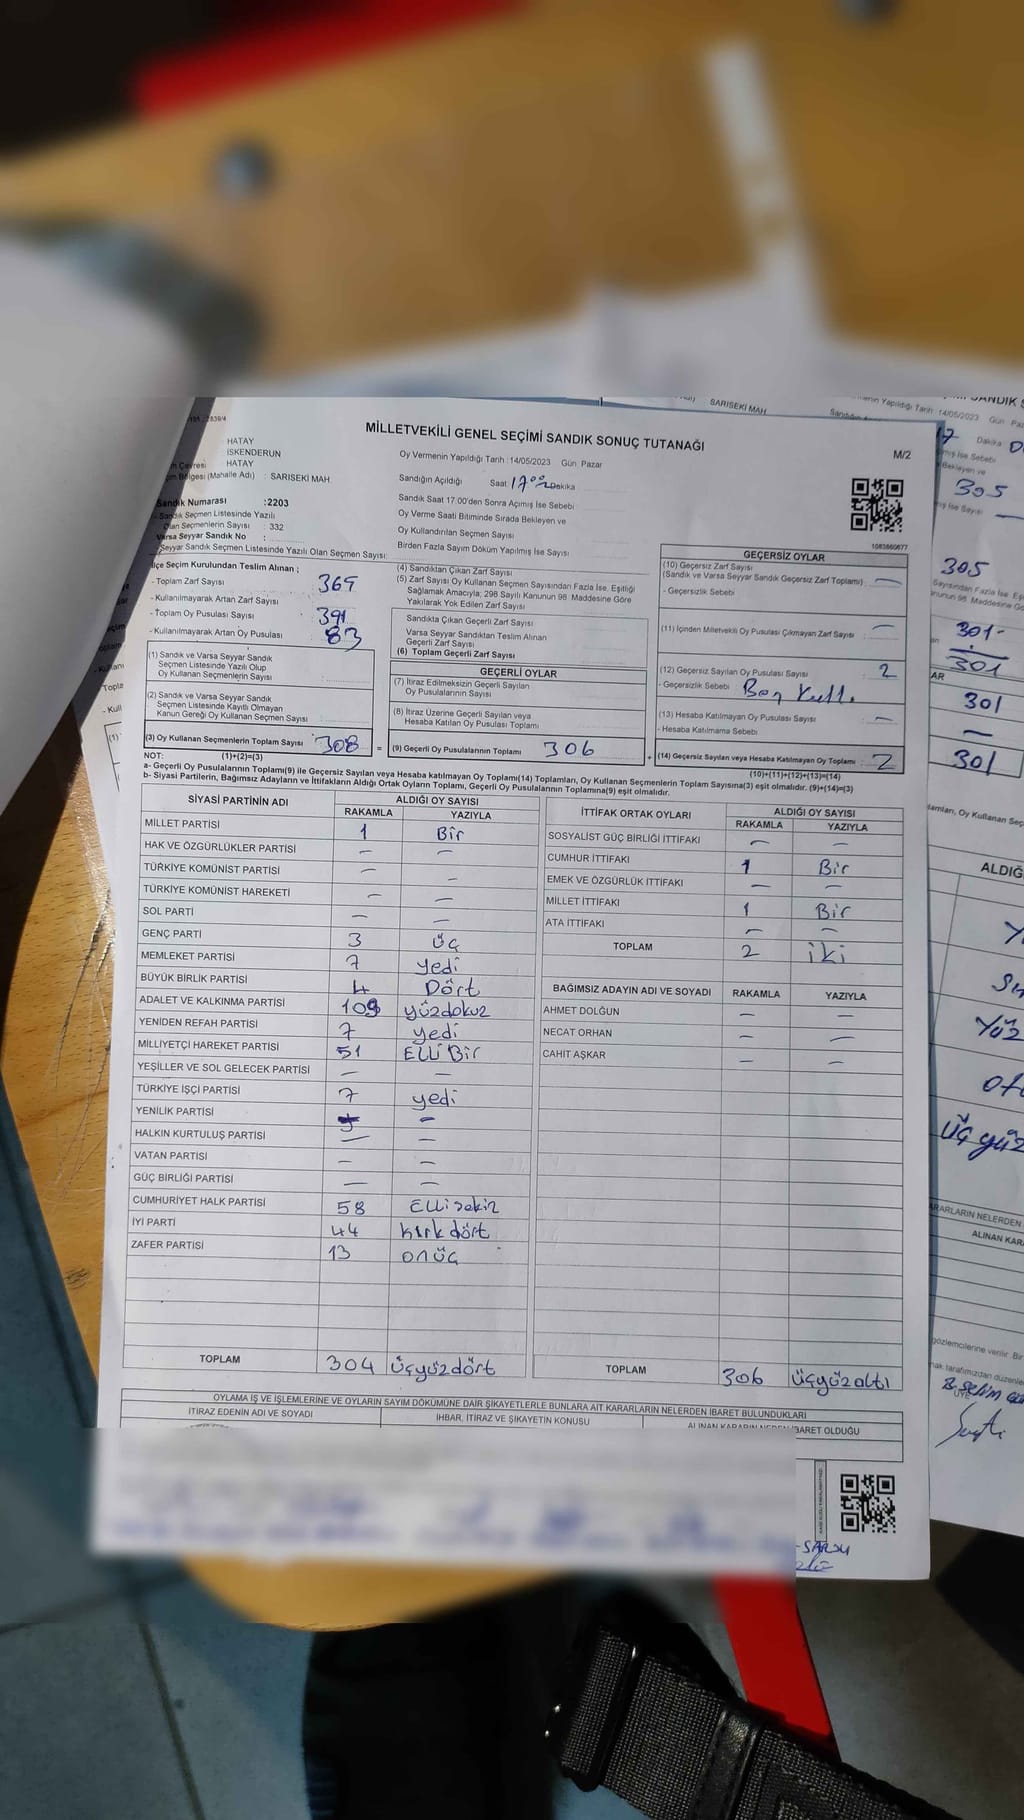 MİLLETVEKİLİ GENEL SEÇİMİ SANDIK SONUÇ TUTANAĞI
M/2
HATAY
İSKENDERUN
HATAY
(Mahalle Adı) : SARISEKİ MAH.
Sandık Numarası :2203
- Sandık Seçmen Listesinde Yazılı
Olan Seçmenlerin Sayısı : 332
Varsa Seyyar Sandık No :
- Seyyar Sandık Seçmen Listesinde Yazılı Olan Seçmen Sayısı:
Oy Vermenin Yapıldığı Tarih :14/05/2023 Gün: Pazar
Sandığın Açıldığı Saat 17°° Dakika
Sandık Saat 17.00'den Sonra Açımış İse Sebebi
Oy Verme Saati Bitiminde Sırada Bekleyen ve
Oy Kullandırılan Seçmen Sayısı
Birden Fazla Sayım Döküm Yapılmış İse Sayısı
1083860677
İlçe Seçim Kurulundan Teslim Alınan ;
- Toplam Zarf Sayısı 369
- Kullanılmayarak Artan Zarf Sayısı
- Toplam Oy Pusulası Sayısı 391
- Kullanılmayarak Artan Oy Pusulası 83
(1) Sandık ve Varsa Seyyar Sandık
Seçmen Listesinde Yazılı Olup
Oy Kullanan Seçmenlerin Sayısı
(2) Sandık ve Varsa Seyyar Sandık
Seçmen Listesinde Kayıtlı Olmayan
Kanun Gereği Oy Kullanan Seçmen Sayısı
(3) Oy Kullanan Seçmenlerin Toplam Sayısı 308
(4) Sandıktan Çıkan Zarf Sayısı
(5) Zarf Sayısı Oy Kullanan Seçmen Sayısından Fazla İse, Eşitliği
Sağlamak Amacıyla; 298 Sayılı Kanunun 98. Maddesine Göre
Yakılarak Yok Edilen Zarf Sayısı
Sandıkta Çıkan Geçerli Zarf Sayısı
Varsa Seyyar Sandıktan Teslim Alınan
Geçerli Zarf Sayısı
(6) Toplam Geçerli Zarf Sayısı
GEÇERLİ OYLAR
(7) İtiraz Edilmeksizin Geçerli Sayılan
Oy Pusulalarının Sayısı
(8) İtiraz Üzerine Geçerli Sayılan veya
Hesaba Katılan Oy Pusulası Toplamı
= (9) Geçerli Oy Pusulalarının Toplamı 306
GEÇERSİZ OYLAR
(10) Geçersiz Zarf Sayısı
(Sandık ve Varsa Seyyar Sandık Geçersiz Zarf Toplamı) —
- Geçersizlik Sebebi
(11) İçinden Milletvekili Oy Pusulası Çıkmayan Zarf Sayısı —
(12) Geçersiz Sayılan Oy Pusulası Sayısı 2
- Geçersizlik Sebebi
(13) Hesaba Katılmayan Oy Pusulası Sayısı —
- Hesaba Katılmama Sebebi
+ (14) Geçersiz Sayılan veya Hesaba Katılmayan Oy Toplamı 2
NOT: (1)+(2)=(3) (10)+(11)+(12)+(13)=(14)
a- Geçerli Oy Pusulalarının Toplamı(9) ile Geçersiz Sayılan veya Hesaba katılmayan Oy Toplamı(14) Toplamları, Oy Kullanan Seçmenlerin Toplam Sayısına(3) eşit olmalıdır. (9)+(14)=(3)
b- Siyasi Partilerin, Bağımsız Adayların ve İttifakların Aldığı Ortak Oyların Toplamı, Geçerli Oy Pusulalarının Toplamına(9) eşit olmalıdır.
SİYASİ PARTİNİN ADI ALDIĞI OY SAYISI
RAKAMLA YAZIYLA
MİLLET PARTİSİ 1 Bir
HAK VE ÖZGÜRLÜKLER PARTİSİ — —
TÜRKİYE KOMÜNİST PARTİSİ — —
TÜRKİYE KOMÜNİST HAREKETİ — —
SOL PARTİ — —
GENÇ PARTİ 3 üç
MEMLEKET PARTİSİ 7 yedi
BÜYÜK BİRLİK PARTİSİ 4 Dört
ADALET VE KALKINMA PARTİSİ 109 yüzdokuz
YENİDEN REFAH PARTİSİ 7 yedi
MİLLİYETÇİ HAREKET PARTİSİ 51 ELLİ Bir
YEŞİLLER VE SOL GELECEK PARTİSİ — —
TÜRKİYE İŞÇİ PARTİSİ 7 yedi
YENİLİK PARTİSİ —
HALKIN KURTULUŞ PARTİSİ — —
VATAN PARTİSİ — —
GÜÇ BİRLİĞİ PARTİSİ — —
CUMHURİYET HALK PARTİSİ 58 Elli sekiz
İYİ PARTİ 44 kırk dört
ZAFER PARTİSİ 13 onüç
TOPLAM 304 üçyüzdört
İTTİFAK ORTAK OYLARI ALDIĞI OY SAYISI
RAKAMLA YAZIYLA
SOSYALİST GÜÇ BİRLİĞİ İTTİFAKI — —
CUMHUR İTTİFAKI 1 Bir
EMEK VE ÖZGÜRLÜK İTTİFAKI — —
MİLLET İTTİFAKI 1 Bir
ATA İTTİFAKI — —
TOPLAM 2 iki
BAĞIMSIZ ADAYIN ADI VE SOYADI RAKAMLA YAZIYLA
AHMET DOLĞUN — —
NECAT ORHAN — —
CAHİT AŞKAR — —
TOPLAM 306 üçyüzaltı
OYLAMA İŞ VE İŞLEMLERİNE VE OYLARIN SAYIM DÖKÜMÜNE DAİR ŞİKAYETLERLE BUNLARA AİT KARARLARIN NELERDEN İBARET BULUNDUKLARI
İTİRAZ EDENİN ADI VE SOYADI İHBAR, İTİRAZ VE ŞİKAYETİN KONUSU ALINAN KARARIN NEDEN İBARET OLDUĞU
SARISEKİ MAH.
Yapıldığı Tarih :14/05/2023 Gün: Paz
Dakika
305
305
301
301
301
—
301
ALDIĞ
ÜÇ yüz
ALINAN KARA